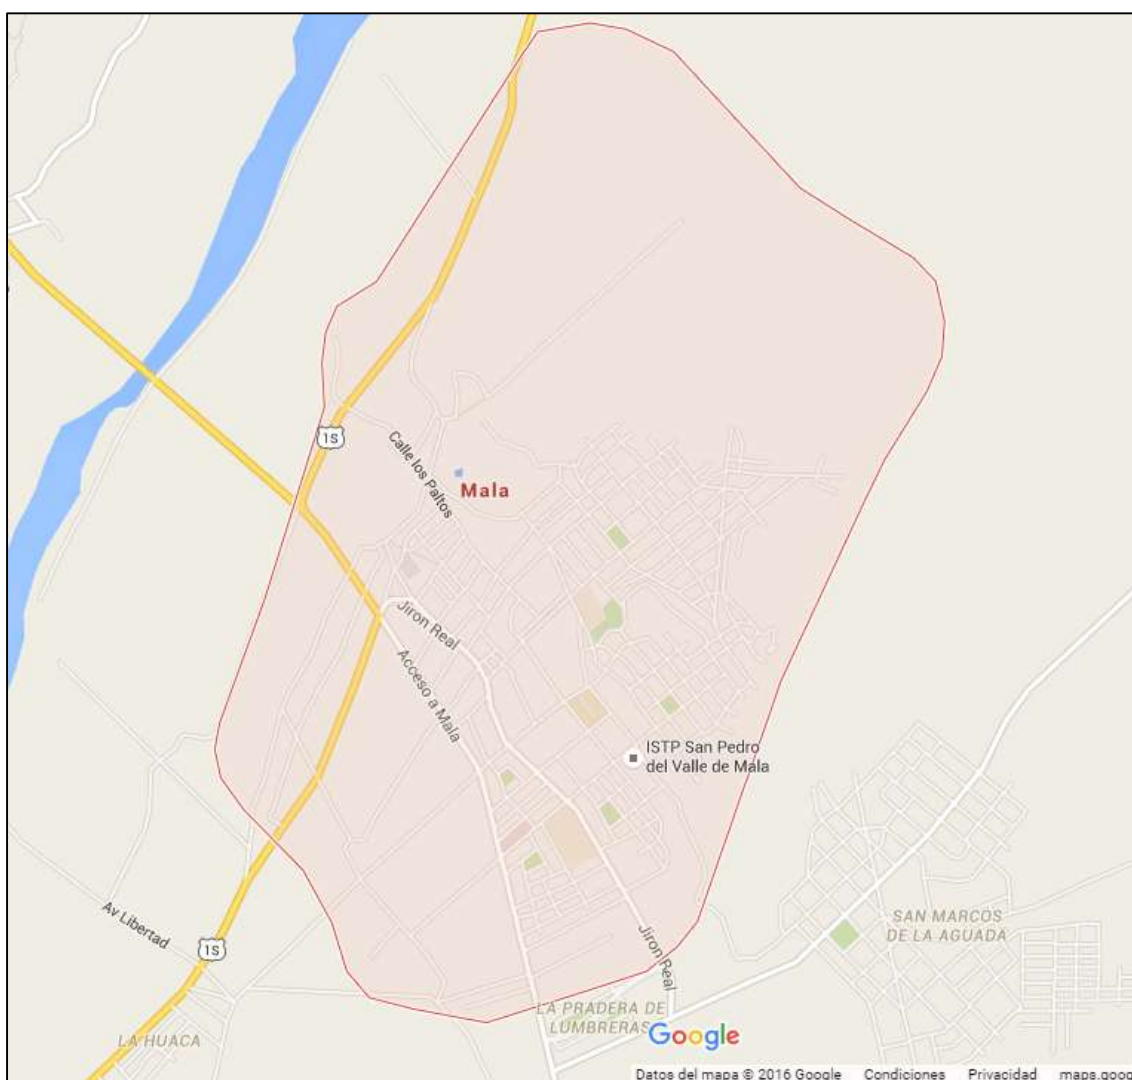 1S
Calle los Paltos
Mala
Jiron Real
Acceso a Mala
ISTP San Pedro
del Valle de Mala
Av Libertad
1S
SAN MARCOS
DE LA AGUADA
Jiron Real
LA PRADERA DE
LUMBRERAS
LA HUACA
Google
Datos del mapa © 2016 Google Condiciones Privacidad maps.goog